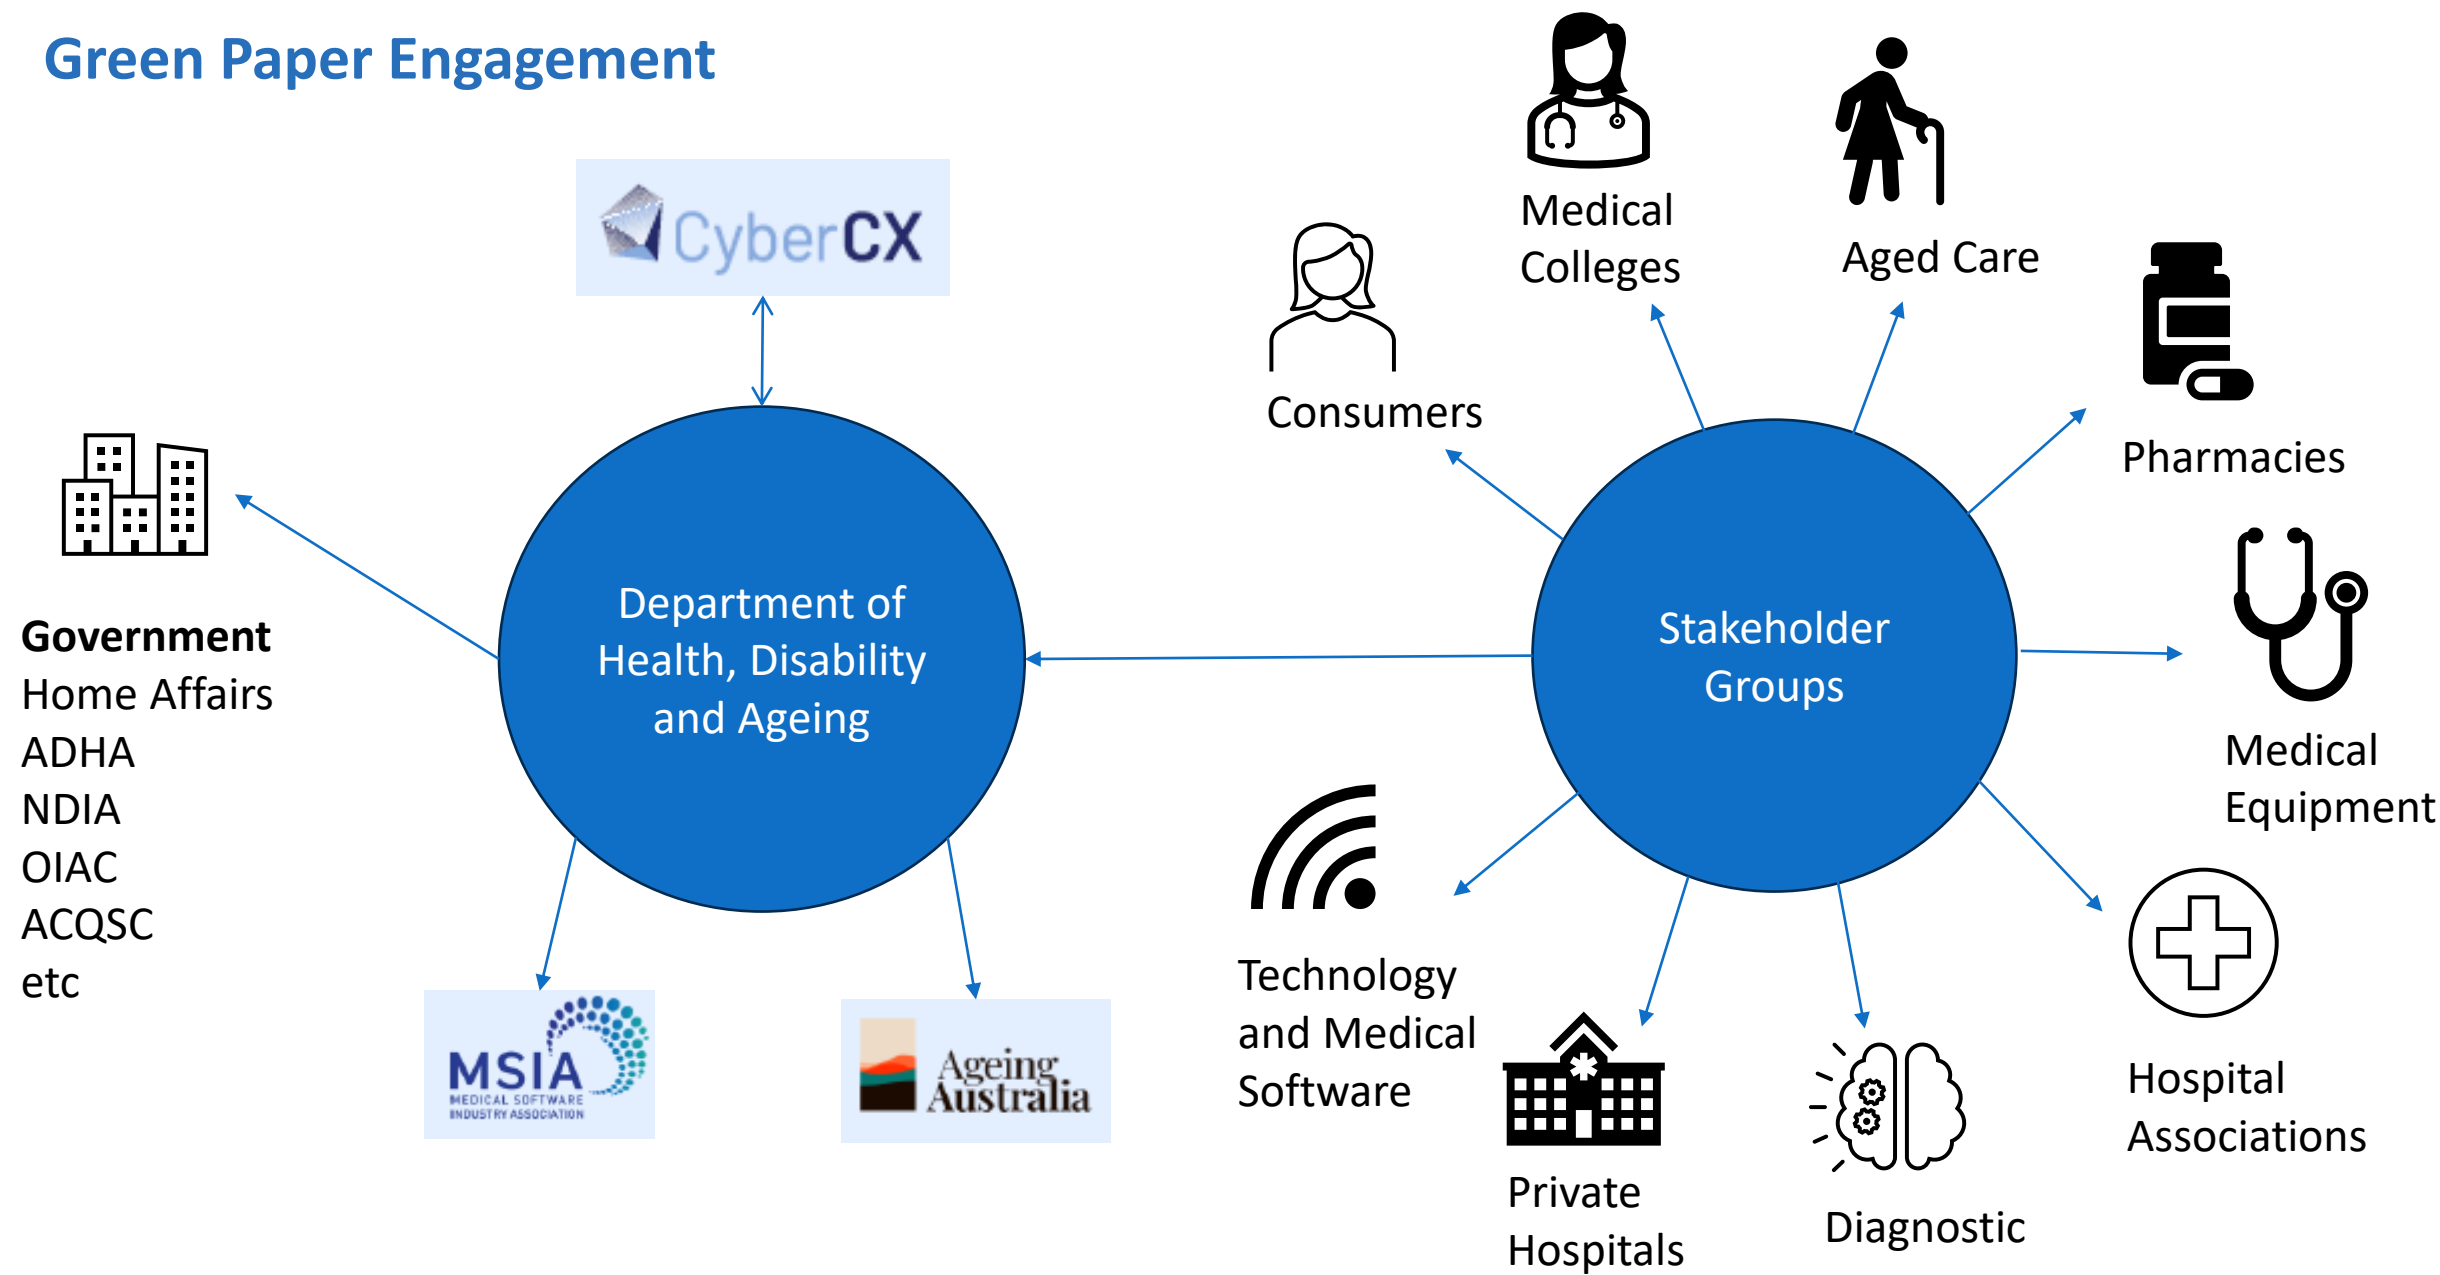 Green Paper Engagement
CyberCX
Government
Home Affairs
ADHA
NDIA
OIAC
ACQSC
etc
Department of
Health, Disability
and Ageing
MSIA
MEDICAL SOFTWARE
INDUSTRY ASSOCIATION
Ageing
Australia
Stakeholder
Groups
Consumers
Medical
Colleges
Aged Care
Pharmacies
Medical
Equipment
Hospital
Associations
Diagnostic
Private
Hospitals
Technology
and Medical
Software